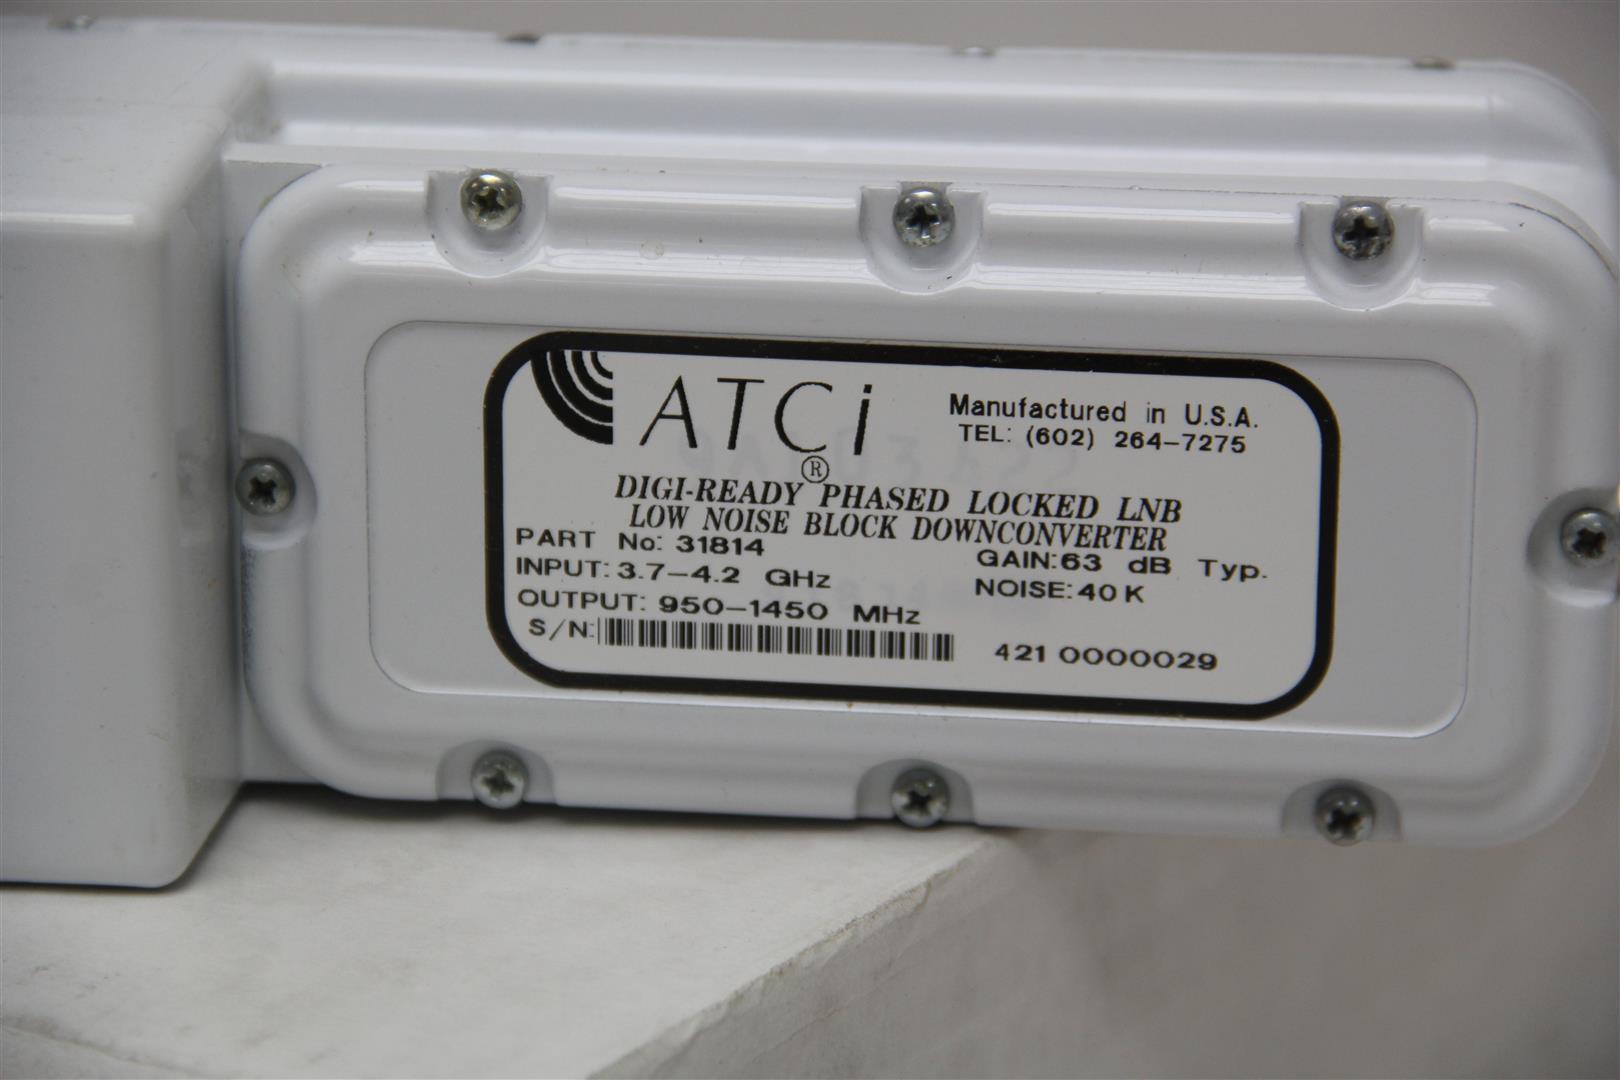 ATCi
Manufactured in U.S.A.
TEL: (602) 264-7275
DIGI-READY ® PHASED LOCKED LNB
LOW NOISE BLOCK DOWNCONVERTER
PART No: 31814
GAIN:63 dB Typ.
INPUT: 3.7-4.2 GHz
NOISE: 40 K
OUTPUT: 950-1450 MHz
S/N:
421 0000029